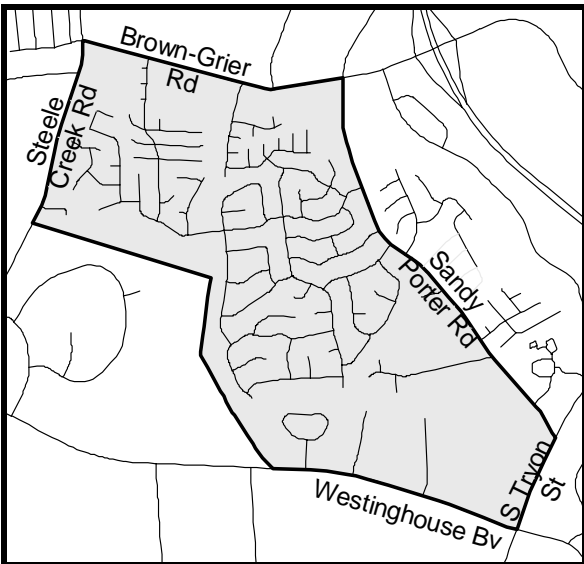 Brown-Grier
Rd
Steele
Creek Rd
Sandy
Porter Rd
S Tryon
St
Westinghouse Bv